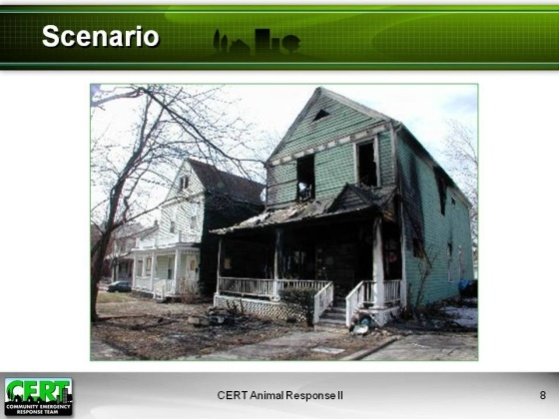 Scenario
CERT
COMMUNITY EMERGENCY
RESPONSE TEAM
CERT Animal Response II
8